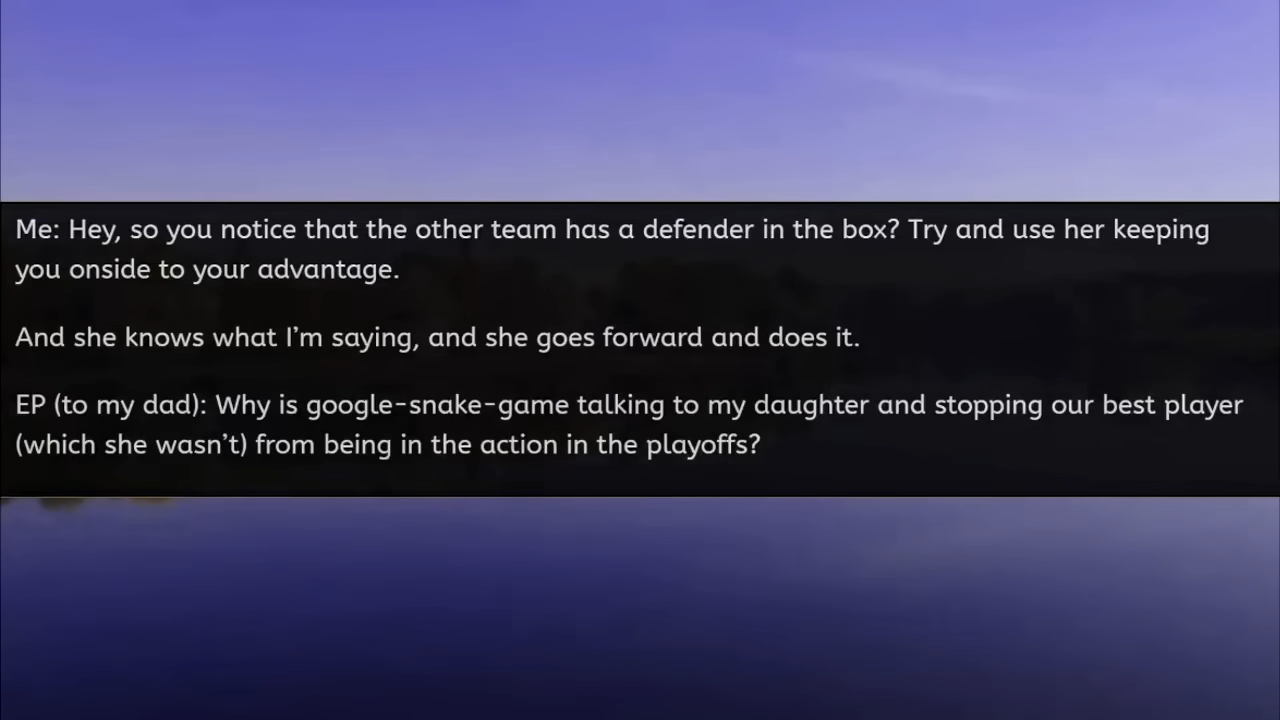 Me: Hey, so you notice that the other team has a defender in the box? Try and use her keeping
you onside to your advantage.
And she knows what I’m saying, and she goes forward and does it.
EP (to my dad): Why is google-snake-game talking to my daughter and stopping our best player
(which she wasn’t) from being in the action in the playoffs?